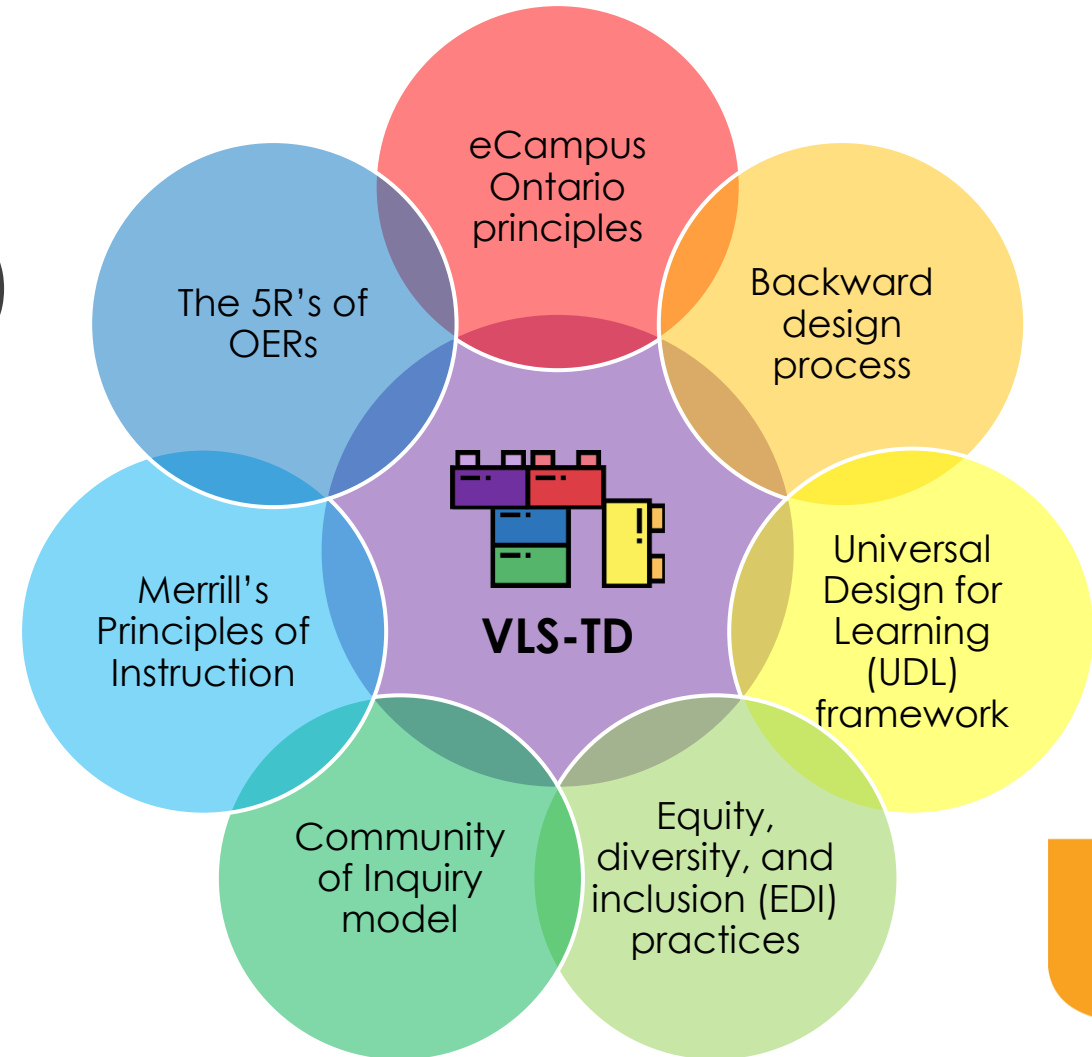 eCampus
Ontario
principles
Backward
design
process
Universal
Design for
Learning
(UDL)
framework
Equity,
diversity, and
inclusion (EDI)
practices
Community
of Inquiry
model
Merrill’s
Principles of
Instruction
The 5R’s of
OERs
VLS-TD